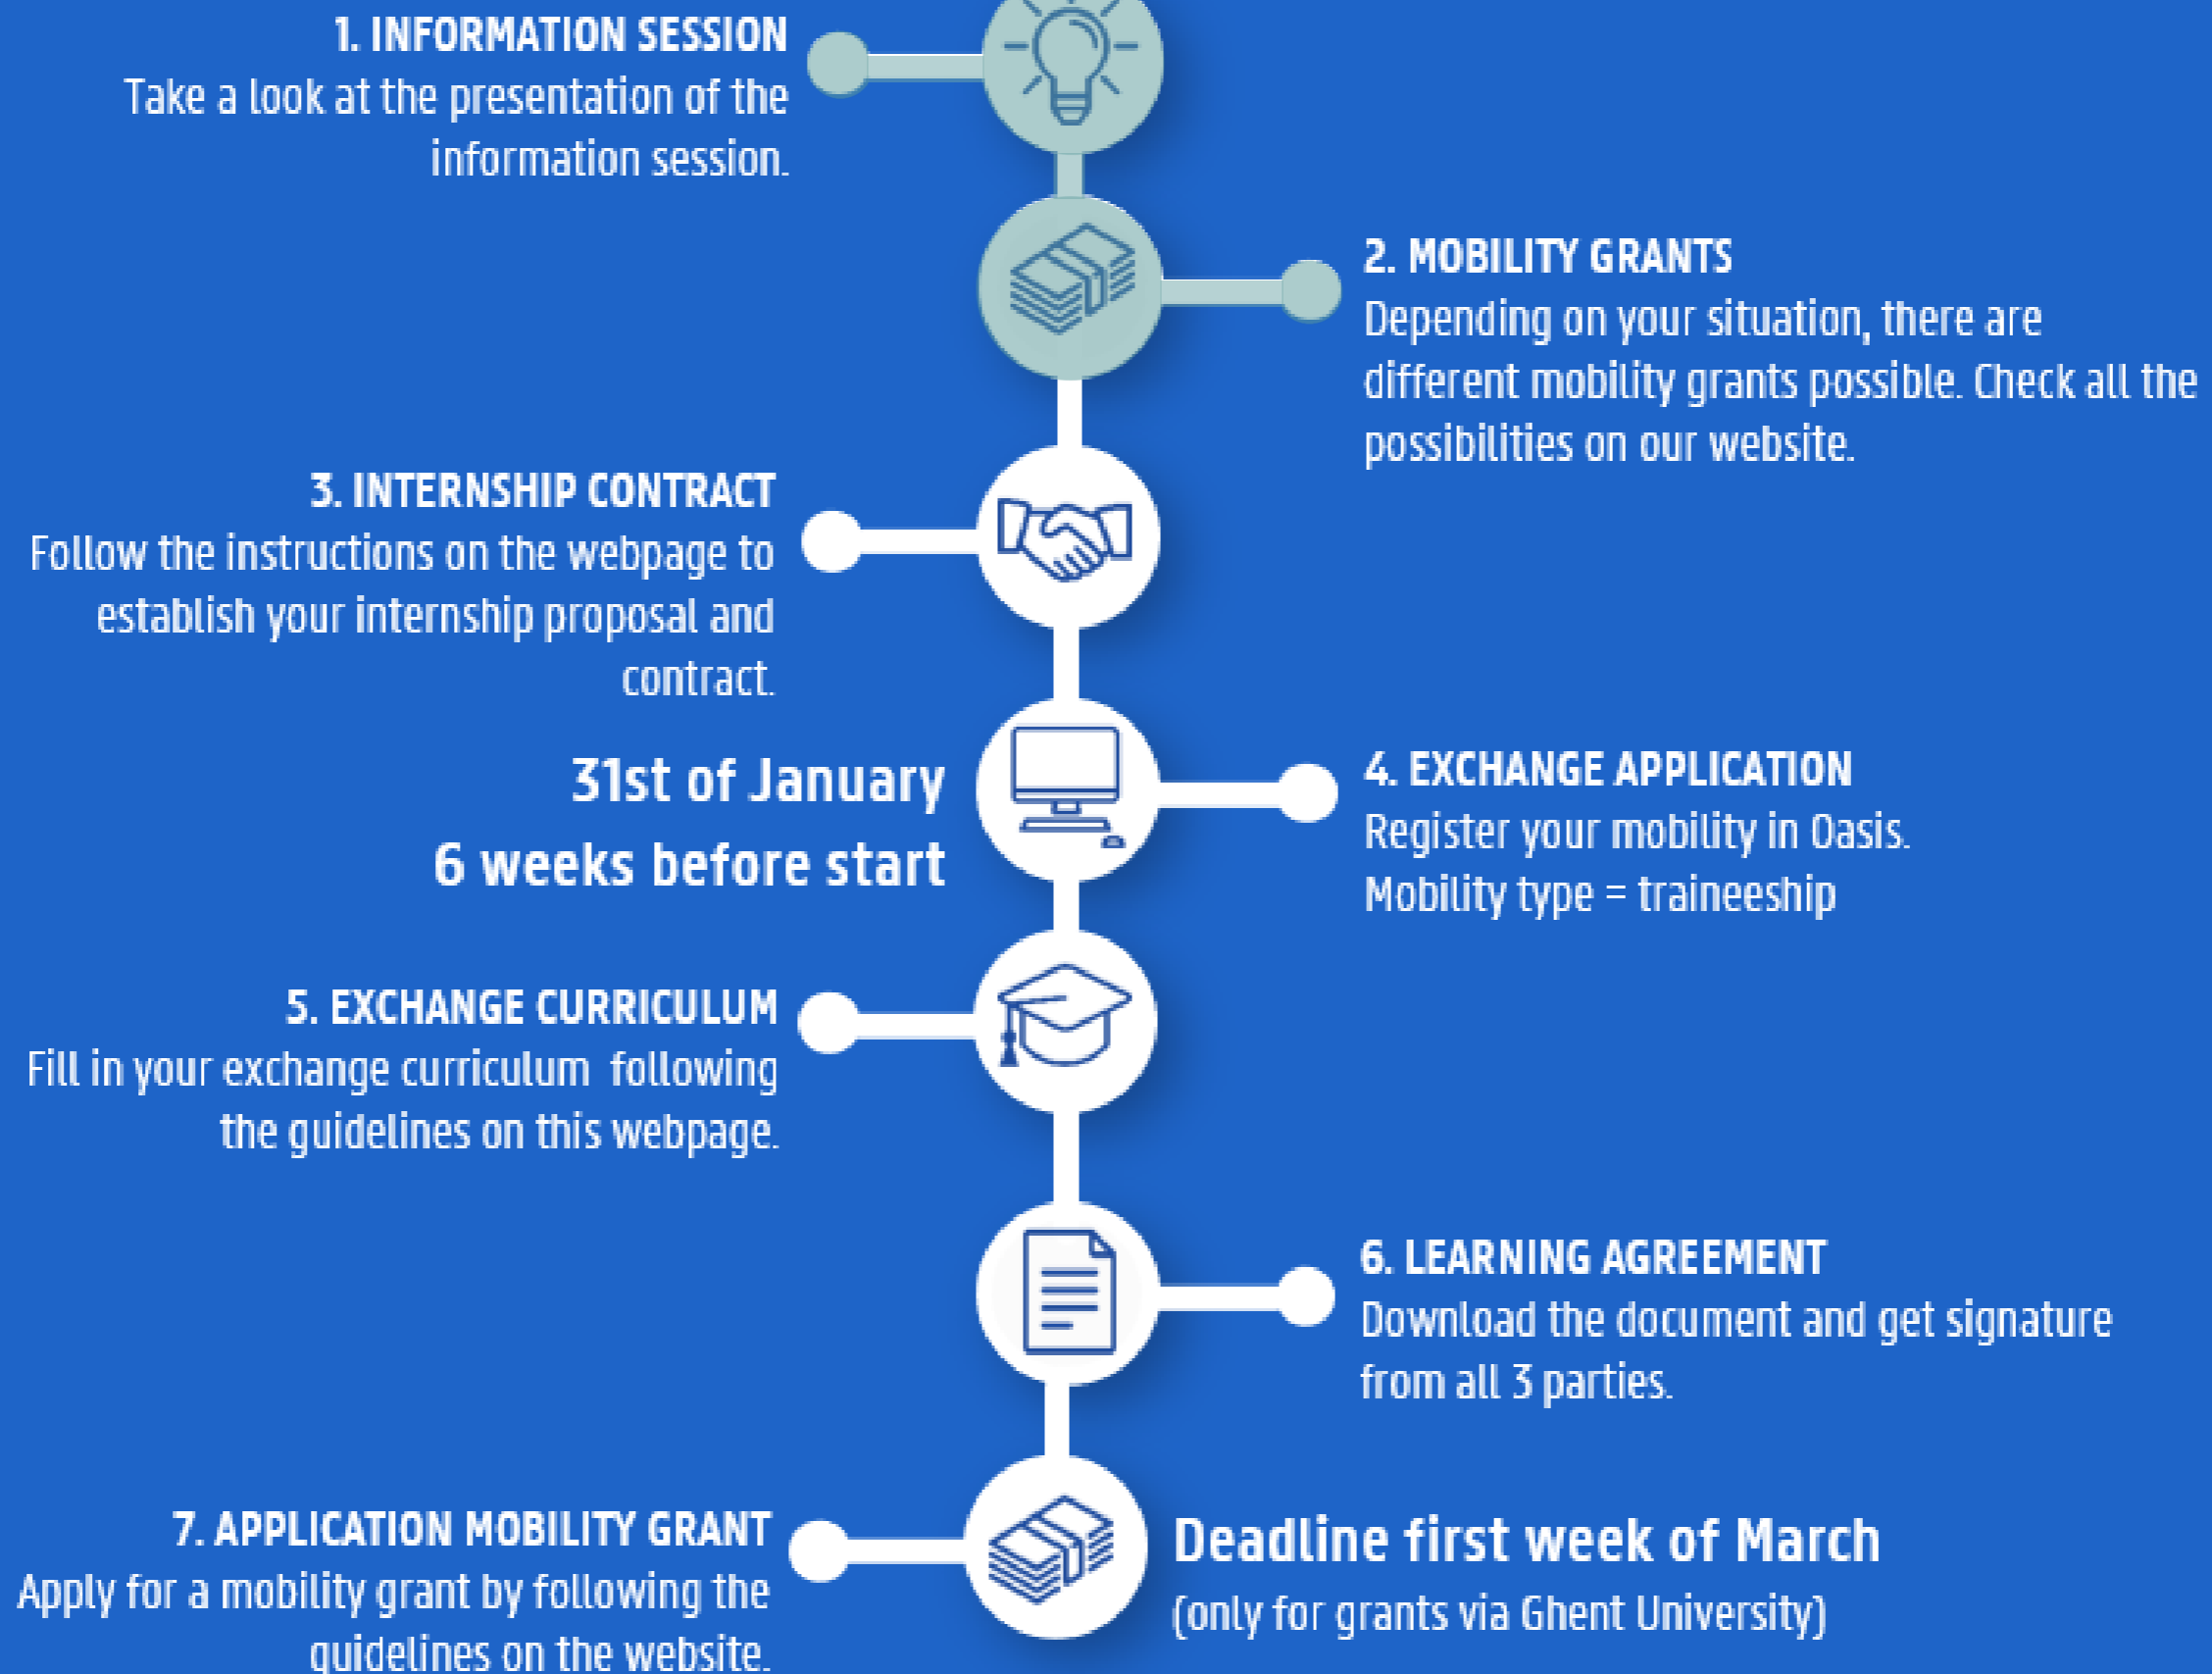 1. INFORMATION SESSION
Take a look at the presentation of the
information session.
2. MOBILITY GRANTS
Depending on your situation, there are
different mobility grants possible. Check all the
possibilities on our website.
3. INTERNSHIP CONTRACT
Follow the instructions on the webpage to
establish your internship proposal and
contract.
31st of January
6 weeks before start
4. EXCHANGE APPLICATION
Register your mobility in Oasis.
Mobility type = traineeship
5. EXCHANGE CURRICULUM
Fill in your exchange curriculum  following
the guidelines on this webpage.
6. LEARNING AGREEMENT
Download the document and get signature
from all 3 parties.
7. APPLICATION MOBILITY GRANT
Apply for a mobility grant by following the
guidelines on the website.
Deadline first week of March
(only for grants via Ghent University)